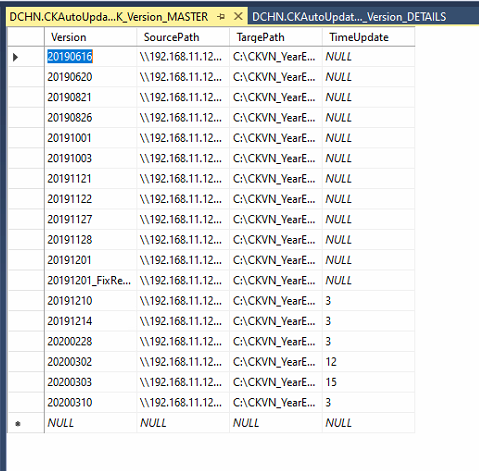 DCHN.CKAutoUpda...K_Version_MASTER DCHN.CKAutoUpdat..._Version_DETAILS
Version SourcePath TargePath TimeUpdate
20190616 \\192.168.11.12... C:\CKVN_YearE... NULL
20190620 \\192.168.11.12... C:\CKVN_YearE... NULL
20190821 \\192.168.11.12... C:\CKVN_YearE... NULL
20190826 \\192.168.11.12... C:\CKVN_YearE... NULL
20191001 \\192.168.11.12... C:\CKVN_YearE... NULL
20191003 \\192.168.11.12... C:\CKVN_YearE... NULL
20191121 \\192.168.11.12... C:\CKVN_YearE... NULL
20191122 \\192.168.11.12... C:\CKVN_YearE... NULL
20191127 \\192.168.11.12... C:\CKVN_YearE... NULL
20191128 \\192.168.11.12... C:\CKVN_YearE... NULL
20191201 \\192.168.11.12... C:\CKVN_YearE... NULL
20191201_FixRe... \\192.168.11.12... C:\CKVN_YearE... NULL
20191210 \\192.168.11.12... C:\CKVN_YearE... 3
20191214 \\192.168.11.12... C:\CKVN_YearE... 3
20200228 \\192.168.11.12... C:\CKVN_YearE... 3
20200302 \\192.168.11.12... C:\CKVN_YearE... 12
20200303 \\192.168.11.12... C:\CKVN_YearE... 15
20200310 \\192.168.11.12... C:\CKVN_YearE... 3
NULL NULL NULL NULL